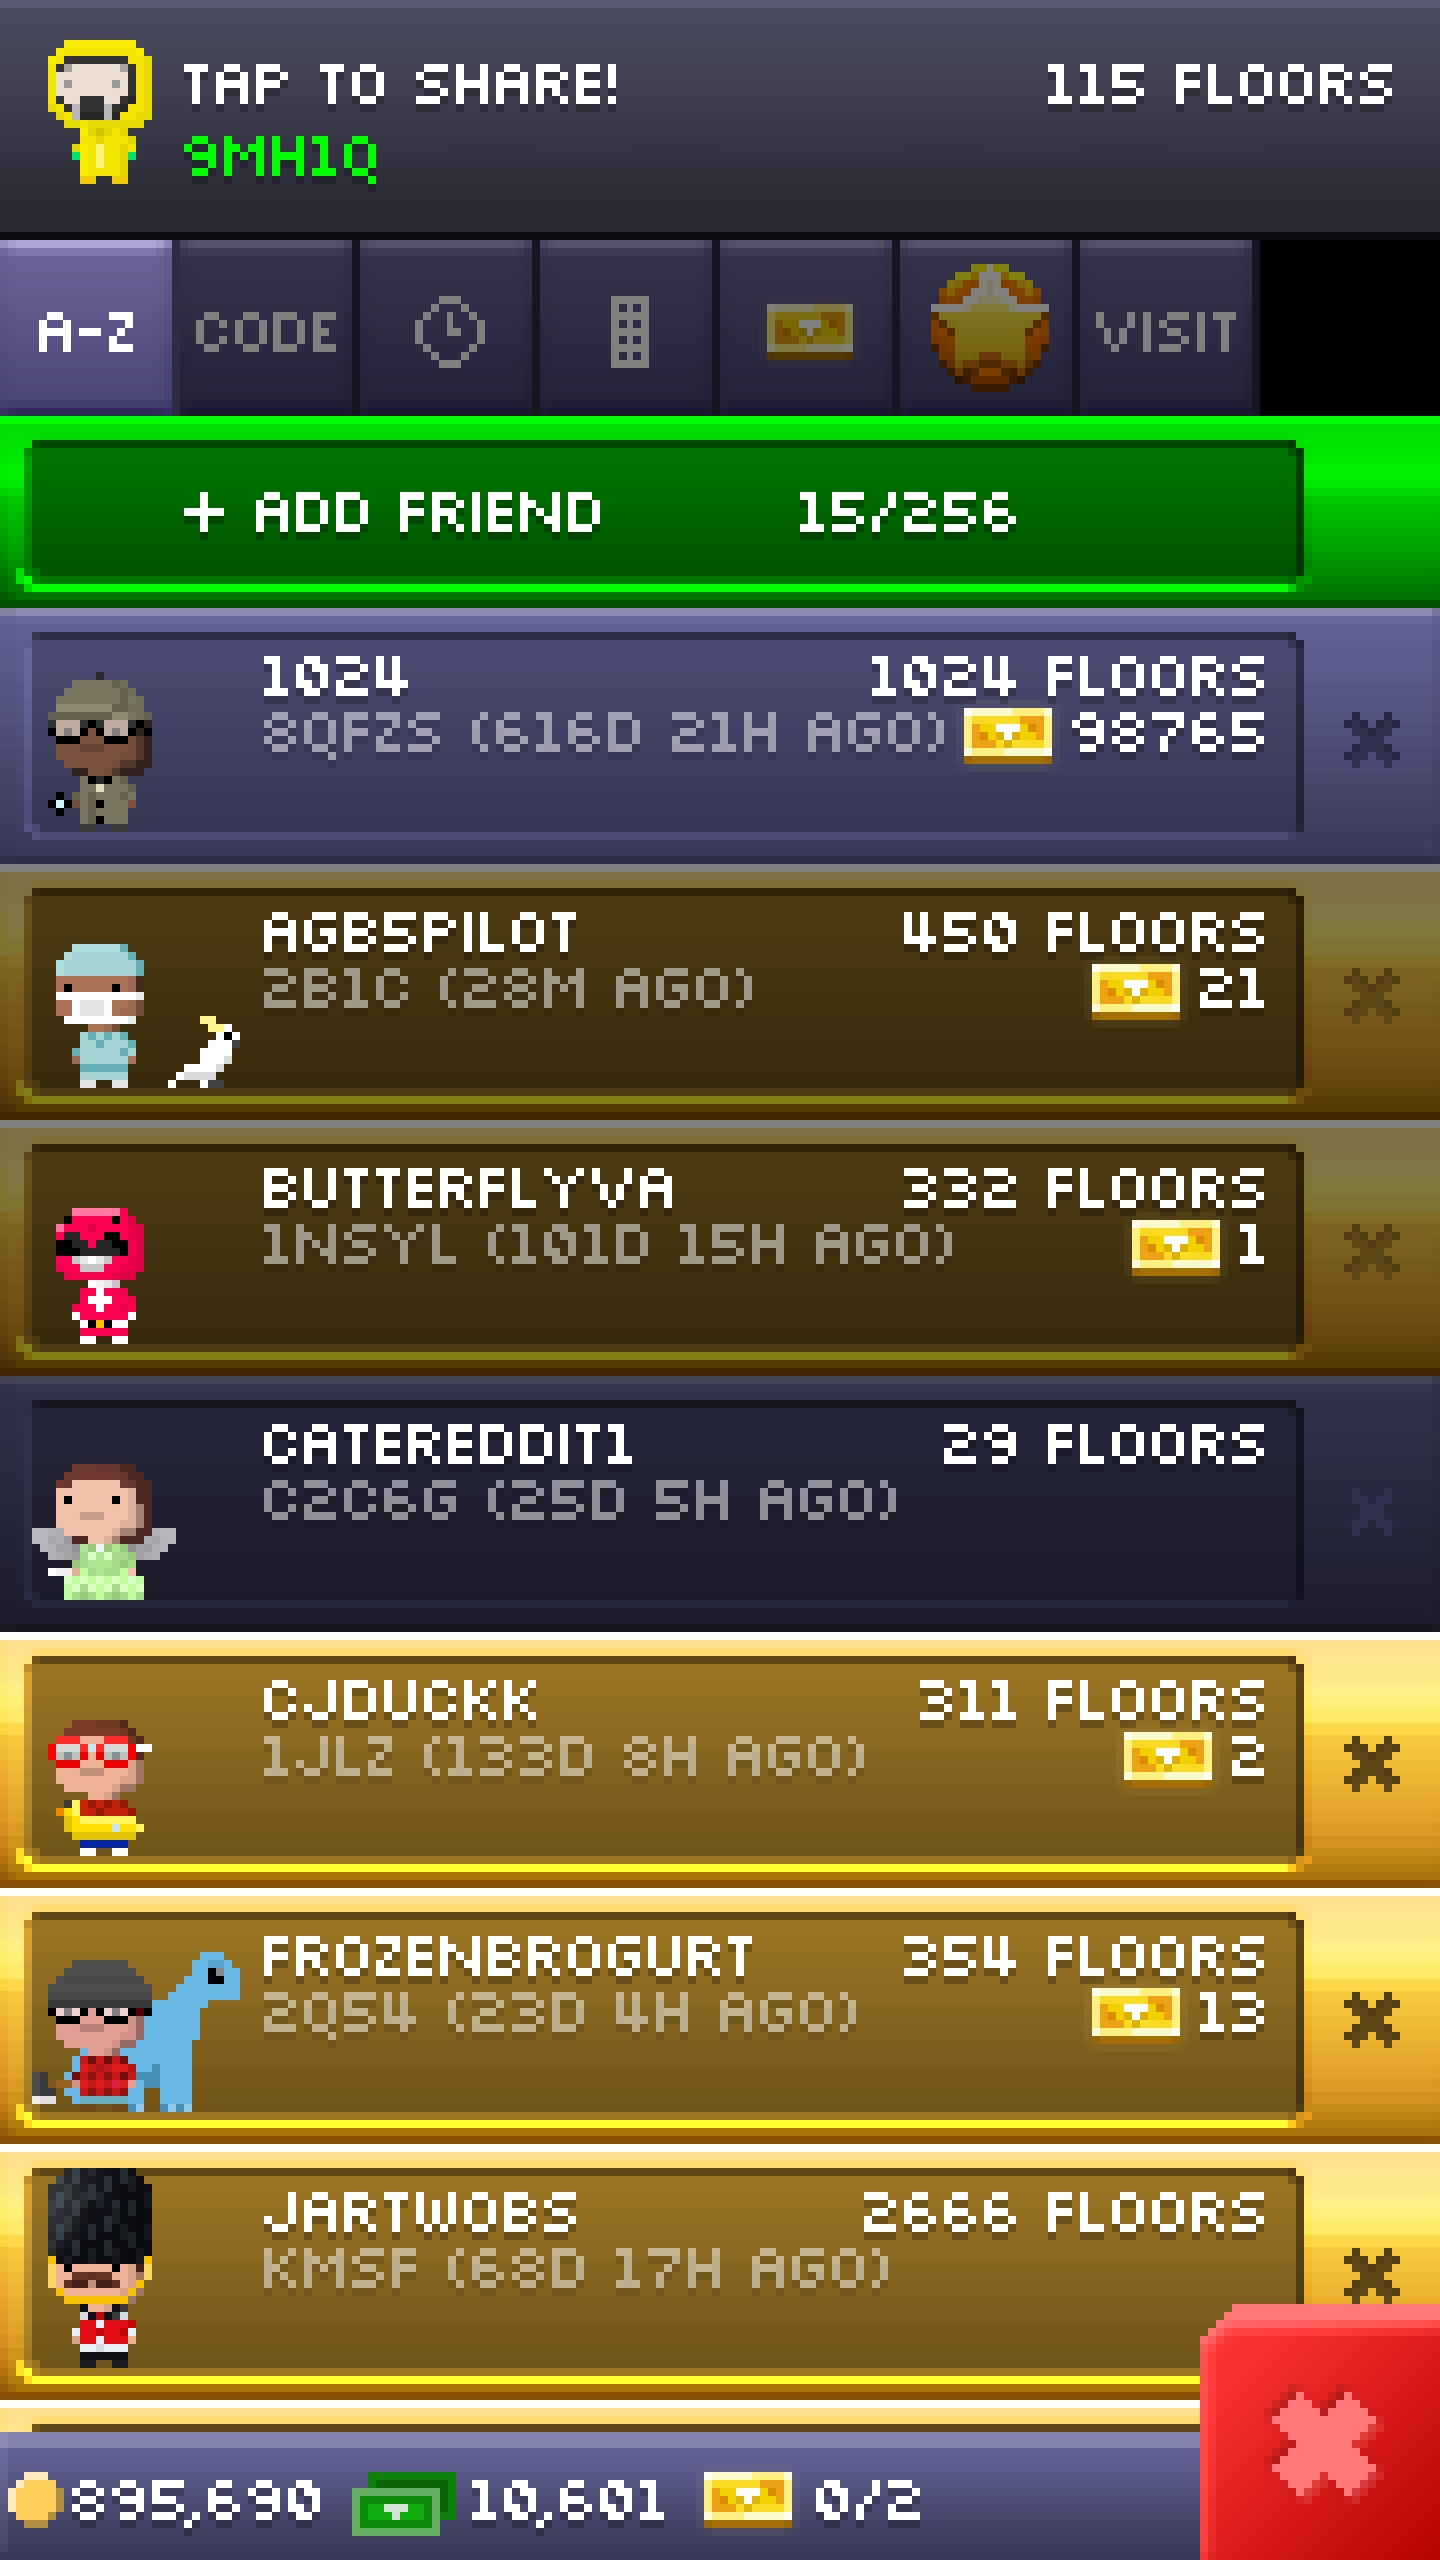 TAP TO SHARE! 115 FLOORS
9MH1Q
A-Z CODE VISIT
+ ADD FRIEND 15/256
1024 1024 FLOORS
8QFZS (616D 21H AGO) 98765
AGB5PILOT 450 FLOORS
2B1C (28M AGO) 21
BUTTERFLYVA 332 FLOORS
1NSYL (101D 15H AGO) 1
CATEREDDIT1 29 FLOORS
C2C6G (25D 5H AGO)
CJDUCKK 311 FLOORS
1JLZ (133D 8H AGO) 2
FROZENBROGURT 354 FLOORS
2Q54 (23D 4H AGO) 13
JARTWOBS 2666 FLOORS
KMSF (68D 17H AGO)
895,690 10,601 0/2